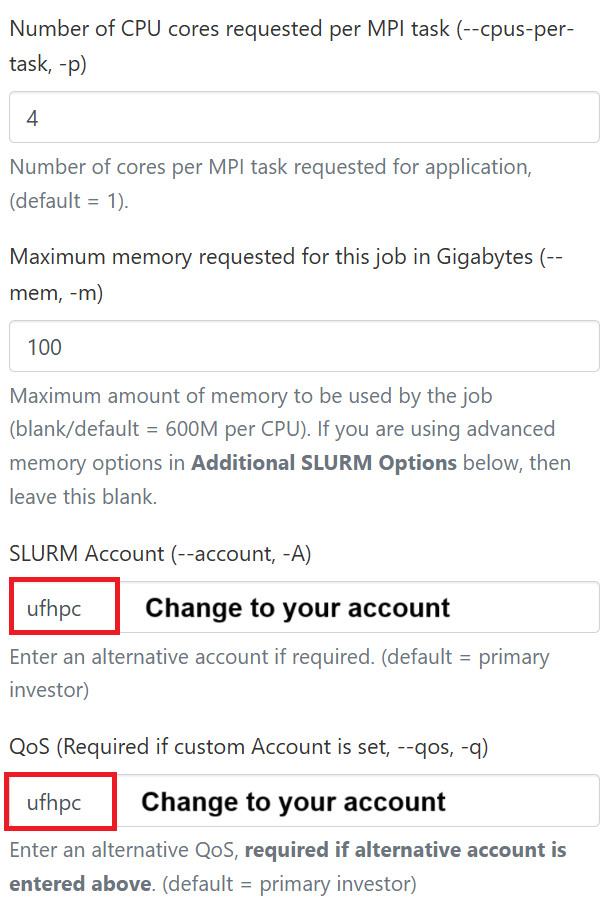 Number of CPU cores requested per MPI task (--cpus-per-
task, -p)
4
Number of cores per MPI task requested for application,
(default = 1).
Maximum memory requested for this job in Gigabytes (--
mem, -m)
100
Maximum amount of memory to be used by the job
(blank/default = 600M per CPU). If you are using advanced
memory options in Additional SLURM Options below, then
leave this blank.
SLURM Account (--account, -A)
ufhpc Change to your account
Enter an alternative account if required. (default = primary
investor)
QoS (Required if custom Account is set, --qos, -q)
ufhpc Change to your account
Enter an alternative QoS, required if alternative account is
entered above. (default = primary investor)